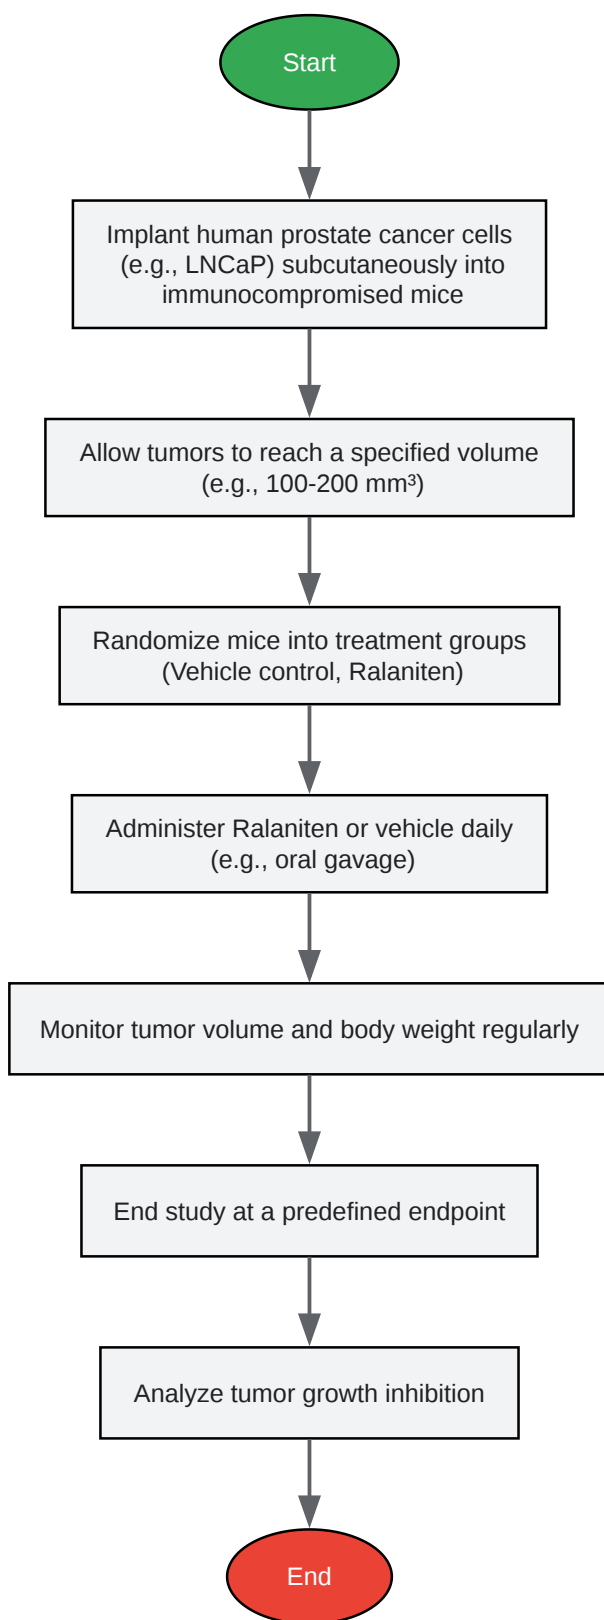 Start
Implant human prostate cancer cells
(e.g., LNCaP) subcutaneously into
immunocompromised mice
Allow tumors to reach a specified volume
(e.g., 100-200 mm³)
Randomize mice into treatment groups
(Vehicle control, Ralaniten)
Administer Ralaniten or vehicle daily
(e.g., oral gavage)
Monitor tumor volume and body weight regularly
End study at a predefined endpoint
Analyze tumor growth inhibition
End